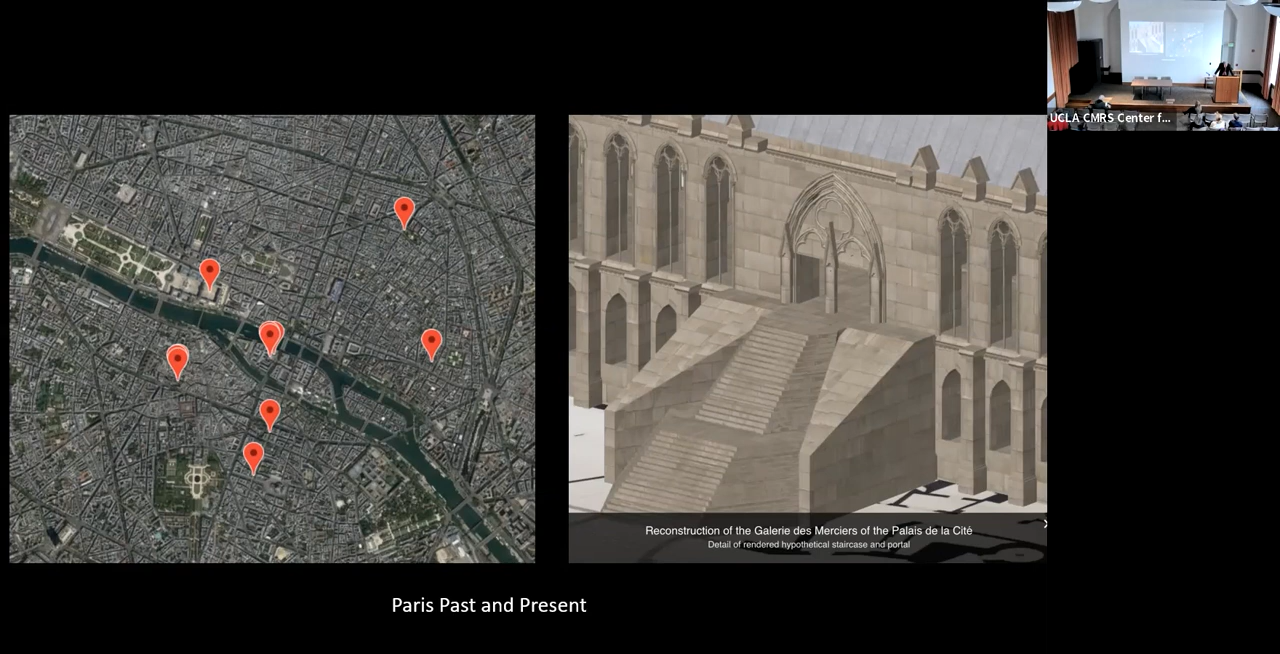 UCLA CMRS Center f...
Reconstruction of the Galerie des Merciers of the Palais de la Cité
Detail of rendered hypothetical staircase and portal
Paris Past and Present